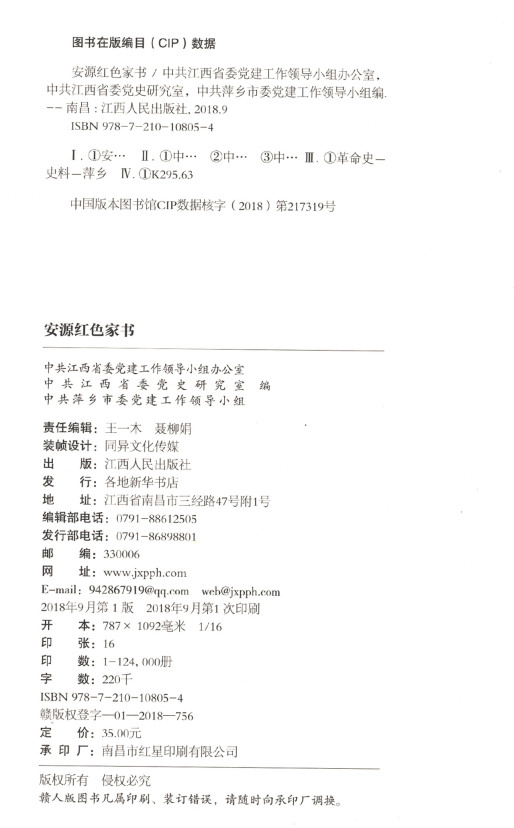 图书在版编目（CIP）数据
安源红色家书 / 中共江西省委党建工作领导小组办公室，
中共江西省委党史研究室，中共萍乡市委党建工作领导小组编.
-- 南昌：江西人民出版社, 2018.9
ISBN 978-7-210-10805-4
Ⅰ. ①安… Ⅱ. ①中… ②中… ③中… Ⅲ. ①革命史—
史料—萍乡 Ⅳ. ①K295.63
中国版本图书馆CIP数据核字（2018）第217319号
安源红色家书
中共江西省委党建工作领导小组办公室
中共江西省委党史研究室 编
中共萍乡市委党建工作领导小组
责任编辑：王一木 聂柳娟
装帧设计：同异文化传媒
出 版：江西人民出版社
发 行：各地新华书店
地 址：江西省南昌市三经路47号附1号
编辑部电话：0791-88612505
发行部电话：0791-86898801
邮 编：330006
网 址：www.jxpph.com
E-mail：942867919@qq.com web@jxpph.com
2018年9月第1版 2018年9月第1次印刷
开 本：787×1092毫米 1/16
印 张：16
印 数：1-124,000册
字 数：220千
ISBN 978-7-210-10805-4
赣版权登字—01—2018—756
定 价：35.00元
承 印 厂：南昌市红星印刷有限公司
版权所有 侵权必究
赣人版图书凡属印刷、装订错误，请随时向承印厂调换。